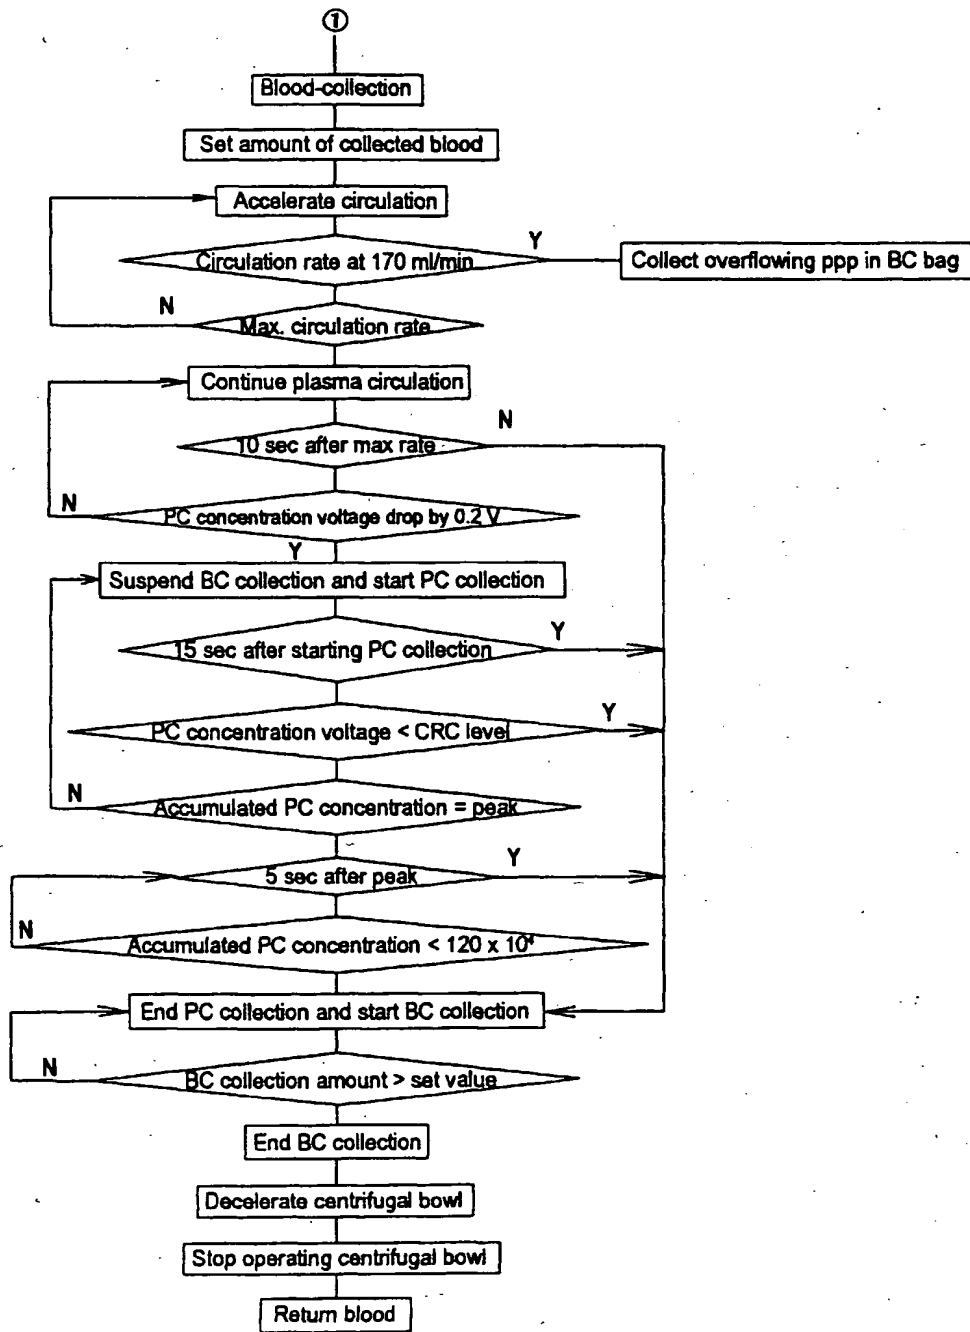 ①
Blood-collection
Set amount of collected blood
Accelerate circulation
Y
Circulation rate at 170 ml/min
Collect overflowing ppp in BC bag
N
Max. circulation rate
Continue plasma circulation
N
10 sec after max rate
N
PC concentration voltage drop by 0.2 V
Y
Suspend BC collection and start PC collection
Y
15 sec after starting PC collection
Y
PC concentration voltage < CRC level
N
Accumulated PC concentration = peak
Y
5 sec after peak
N
Accumulated PC concentration < 120 x 10⁴
End PC collection and start BC collection
N
BC collection amount > set value
End BC collection
Decelerate centrifugal bowl
Stop operating centrifugal bowl
Return blood